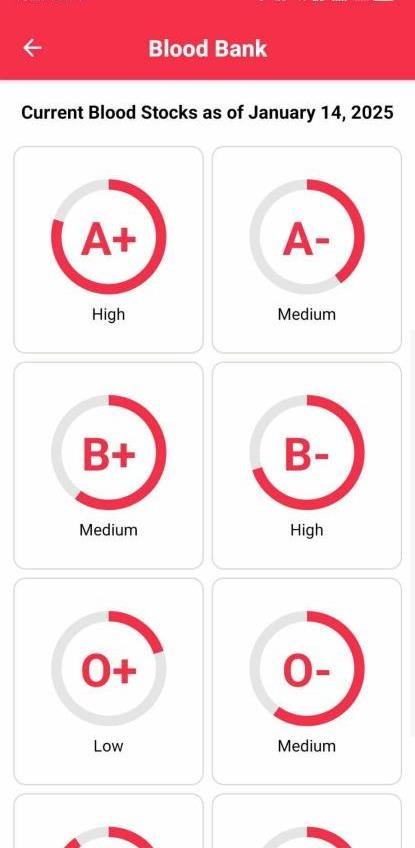 Blood Bank
Current Blood Stocks as of January 14, 2025
A+
A-
High
Medium
B+
B-
Medium
High
O+
O-
Low
Medium